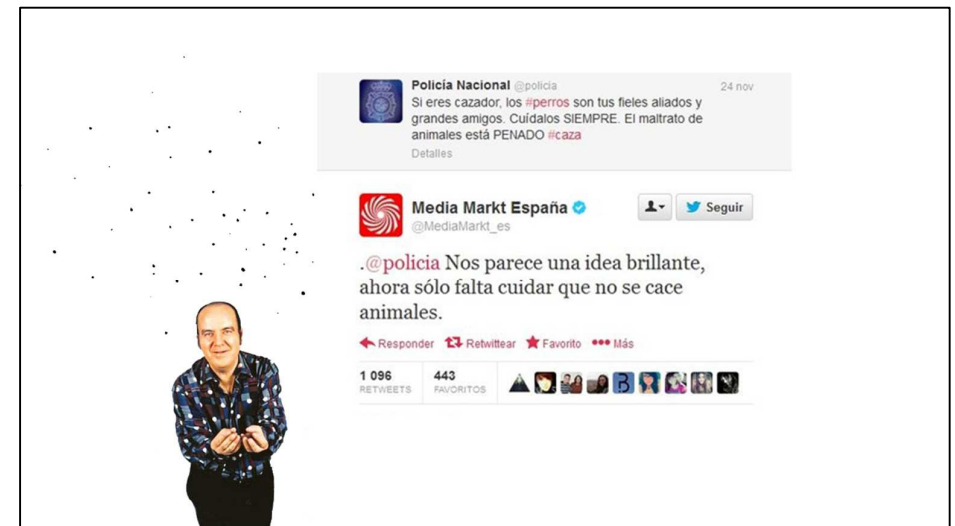 Policía Nacional @policia 24 nov
Si eres cazador, los #perros son tus fieles aliados y
grandes amigos. Cuídalos SIEMPRE. El maltrato de
animales está PENADO #caza
Detalles
Media Markt España
@MediaMarkt_es
Seguir
.@policia Nos parece una idea brillante,
ahora sólo falta cuidar que no se cace
animales.
Responder Retwittear Favorito Más
1 096 443
RETWEETS FAVORITOS
B